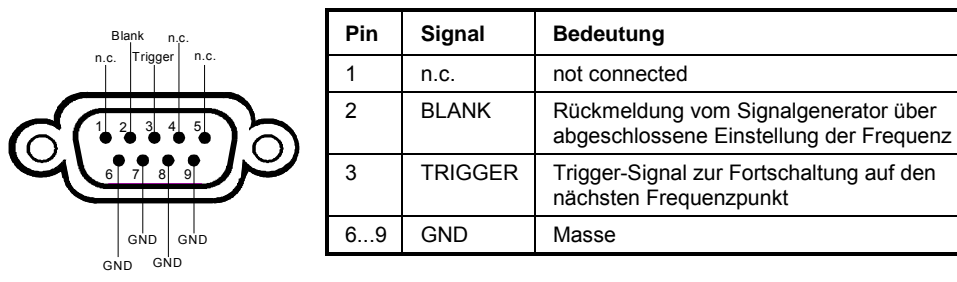 Blank
n.c.
n.c.
Trigger
n.c.
1 2 3 4 5
6 7 8 9
GND
GND
GND
GND
Pin Signal Bedeutung
1 n.c. not connected
2 BLANK Rückmeldung vom Signalgenerator über
abgeschlossene Einstellung der Frequenz
3 TRIGGER Trigger-Signal zur Fortschaltung auf den
nächsten Frequenzpunkt
6...9 GND Masse